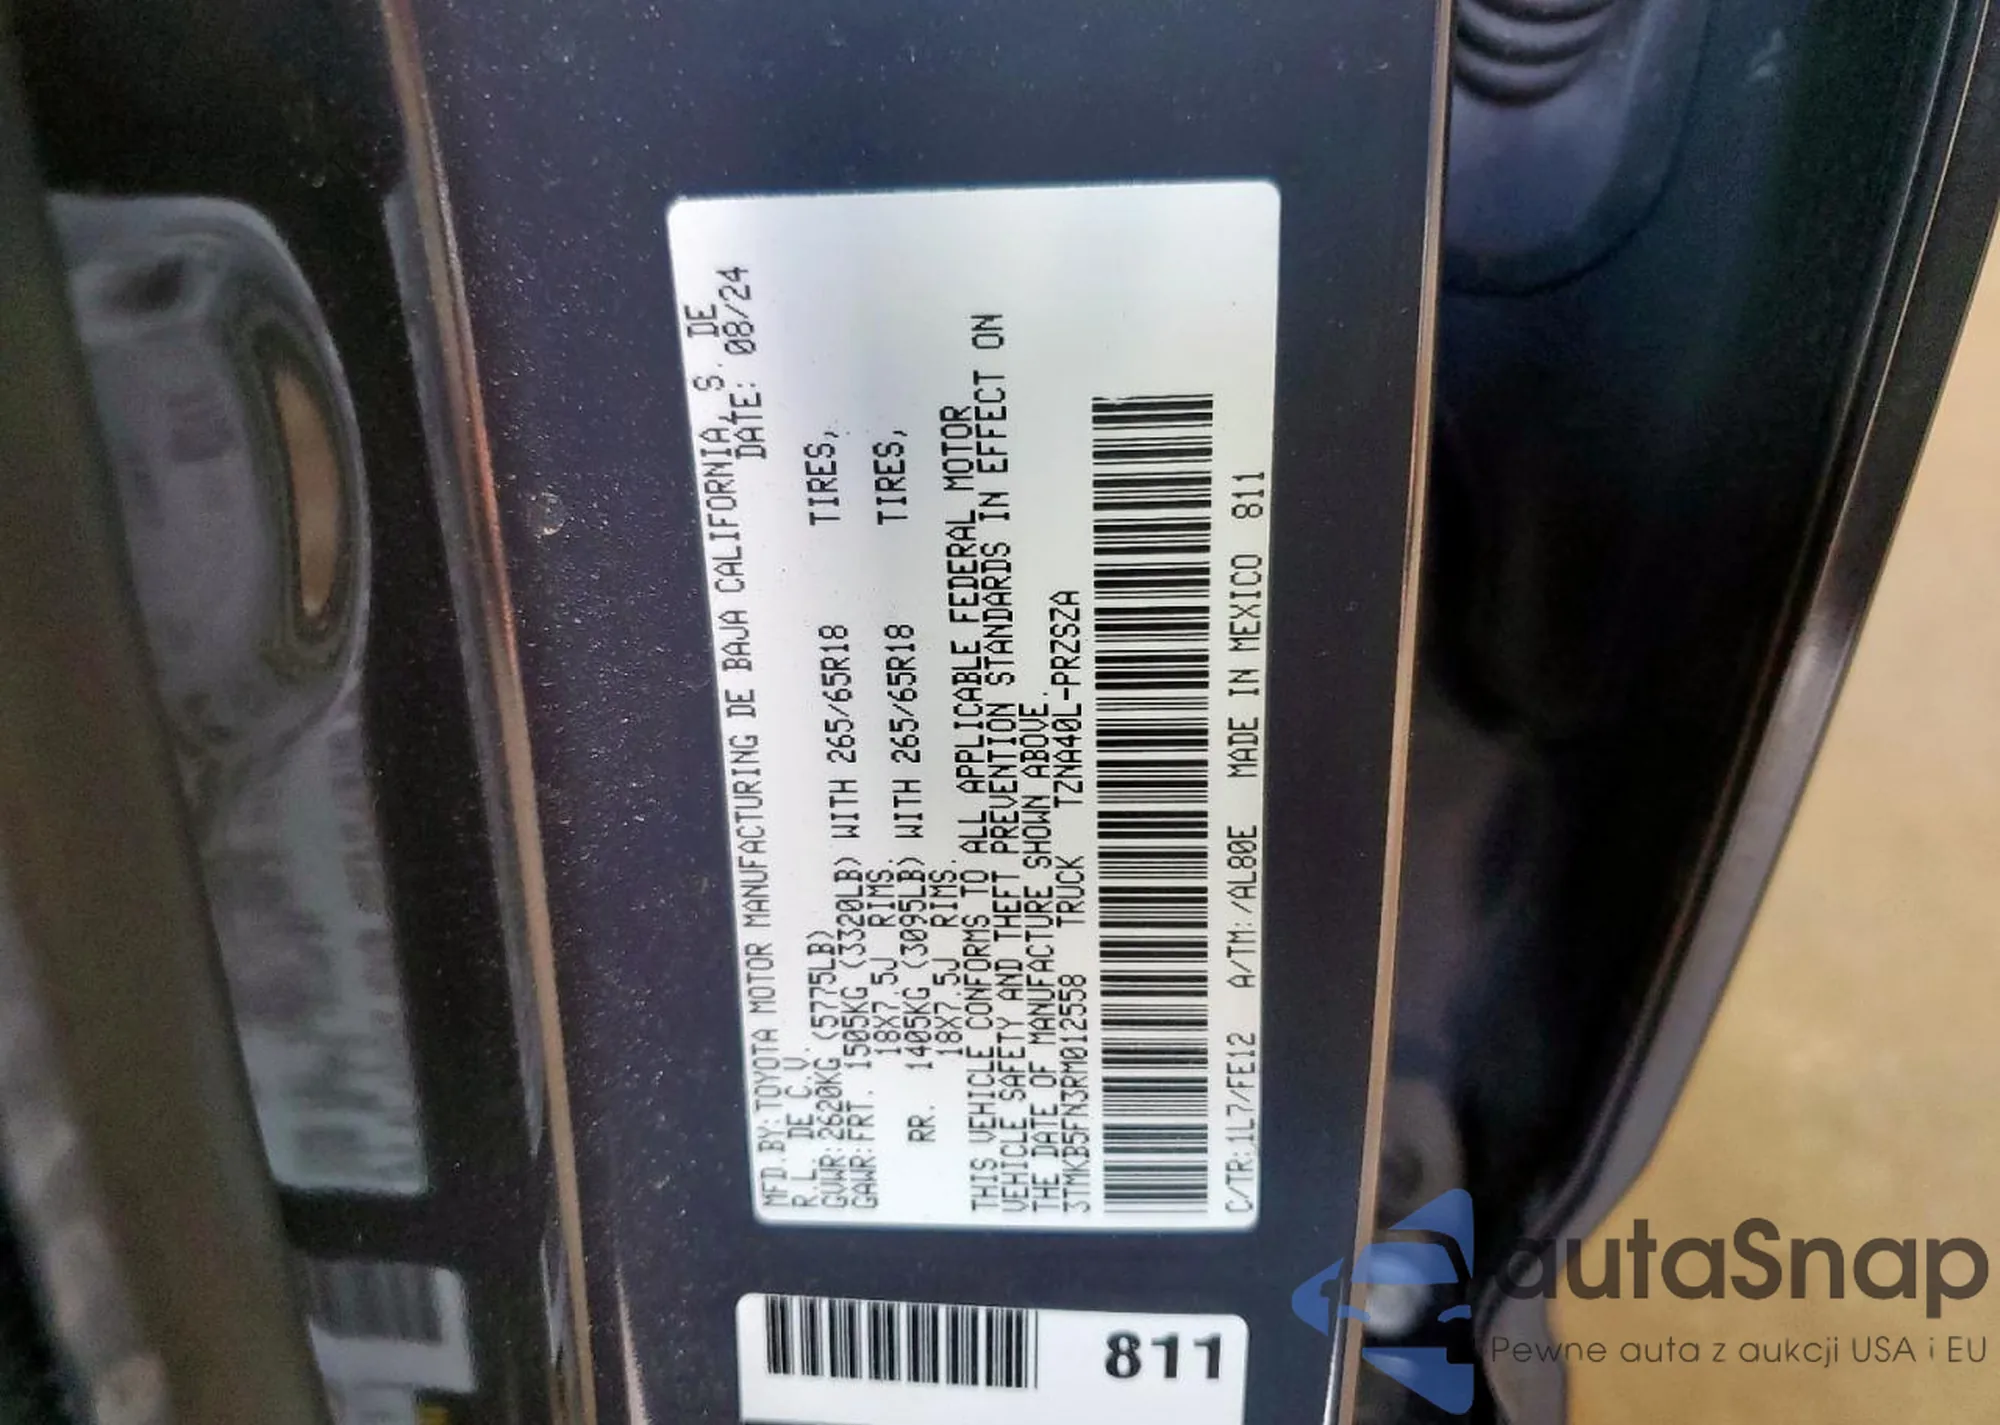 MFD.BY:TOYOTA MOTOR MANUFACTURING DE BAJA CALIFORNIA, S. DE
R.L. DE C.V. DATE: 08/24
GVWR:2620KG (5775LB)
GAWR:FRT. 1505KG (3320LB) WITH 265/65R18 TIRES,
18X7.5J RIMS.
RR. 1405KG (3095LB) WITH 265/65R18 TIRES,
18X7.5J RIMS.
THIS VEHICLE CONFORMS TO ALL APPLICABLE FEDERAL MOTOR
VEHICLE SAFETY AND THEFT PREVENTION STANDARDS IN EFFECT ON
THE DATE OF MANUFACTURE SHOWN ABOVE.
3TMKB5FN3RM012558 TRUCK TZNA40L-PRZSZA
C/TR:1L7/FE12 A/TM:/AL80E MADE IN MEXICO 811
811
autaSnap
Pewne auta z aukcji USA i EU